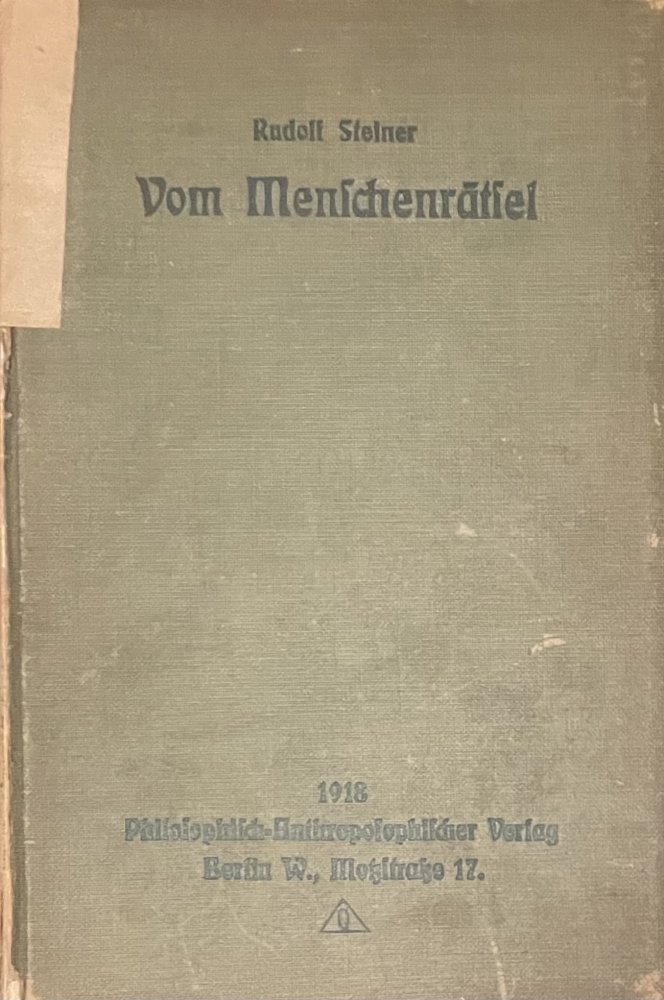 Rudolf Steiner
Vom Menſchenrätſel
1918
Philoſophiſch-Anthropoſophiſcher Verlag
Berlin W., Motzſtraße 17.